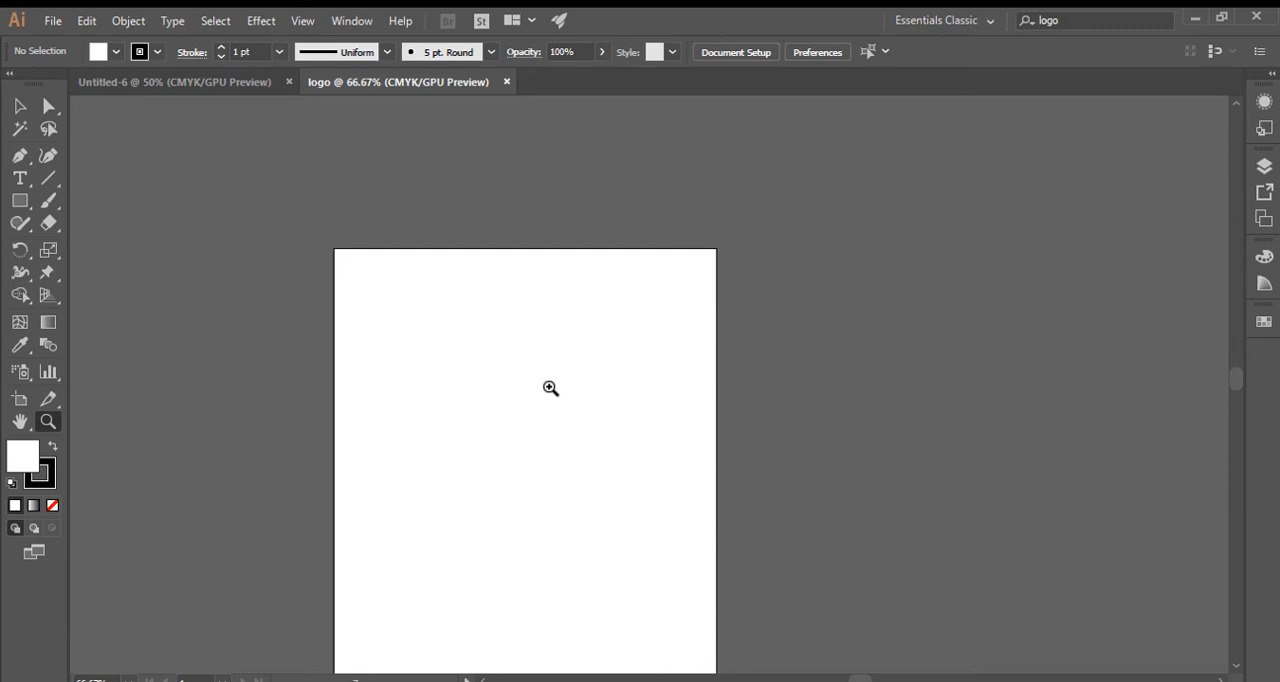 Ai File Edit Object Type Select Effect View Window Help Br St Essentials Classic logo
No Selection Stroke: 1 pt Uniform 5 pt. Round Opacity: 100% Style: Document Setup Preferences
Untitled-6 @ 50% (CMYK/GPU Preview) × logo @ 66.67% (CMYK/GPU Preview) ×
T